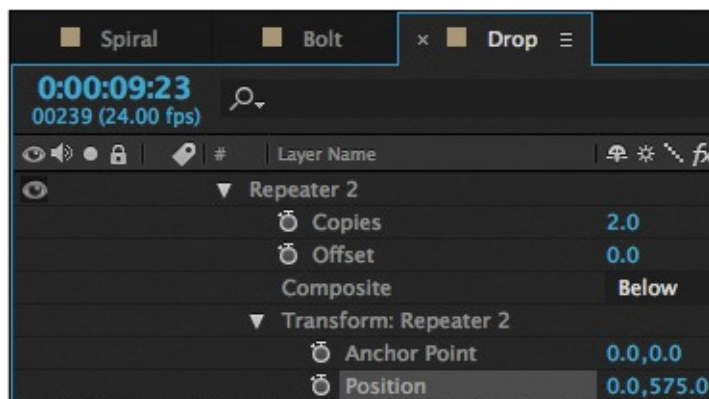 Spiral Bolt × Drop
0:00:09:23
00239 (24.00 fps)
# Layer Name fx
Repeater 2
Copies 2.0
Offset 0.0
Composite Below
Transform: Repeater 2
Anchor Point 0.0,0.0
Position 0.0,575.0